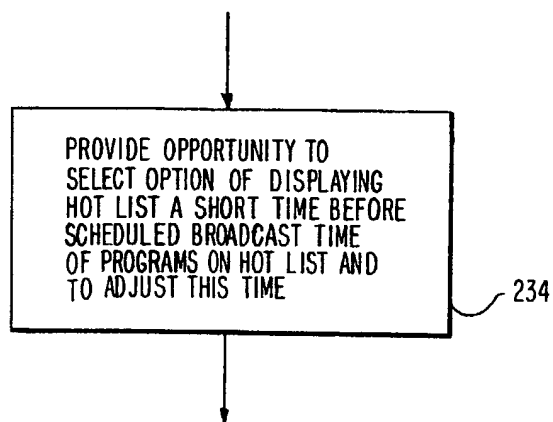 PROVIDE OPPORTUNITY TO
SELECT OPTION OF DISPLAYING
HOT LIST A SHORT TIME BEFORE
SCHEDULED BROADCAST TIME
OF PROGRAMS ON HOT LIST AND
TO ADJUST THIS TIME
234